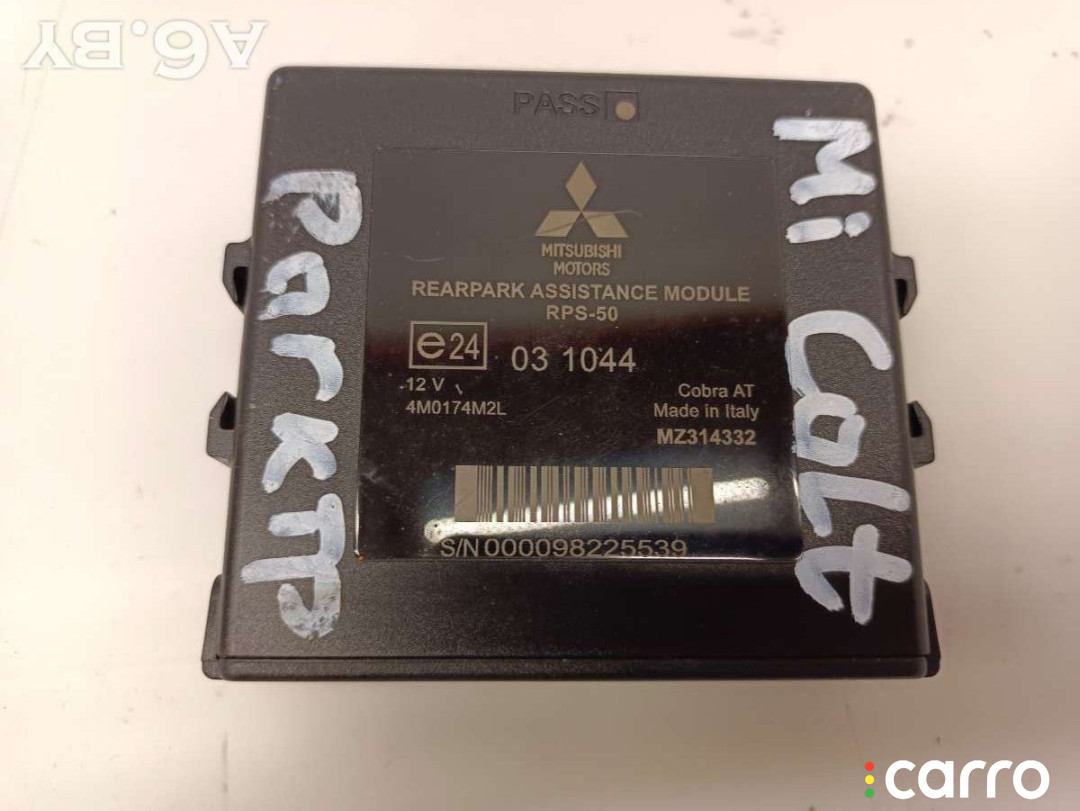 A6.BY
PASS
MITSUBISHI
MOTORS
REARPARK ASSISTANCE MODULE
RPS-50
e24 03 1044
12 V
4M0174M2L
Cobra AT
Made in Italy
MZ314332
S/N 000098225539
Mi Colt
carro